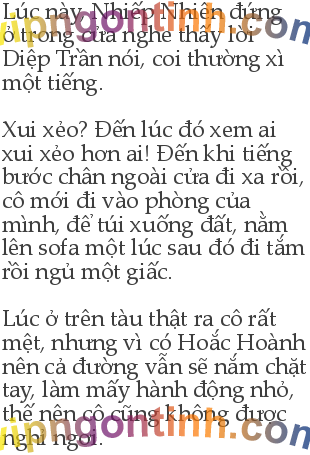 Lúc này, Nhiếp Nhiên đứng
ở trong cửa nghe thấy lời
Diệp Trần nói, coi thường xì
một tiếng.
Xui xẻo? Đến lúc đó xem ai
xui xẻo hơn ai! Đến khi tiếng
bước chân ngoài cửa đi xa rồi,
cô mới đi vào phòng của
mình, để túi xuống đất, nằm
lên sofa một lúc sau đó đi tắm
rồi ngủ một giấc.
Lúc ở trên tàu thật ra cô rất
mệt, nhưng vì có Hoắc Hoành
nên cả đường vẫn sẽ nắm chặt
tay, làm mấy hành động nhỏ,
thế nên cô cũng không được
nghỉ ngơi.
vipngontinh.com
vipngontinh.com